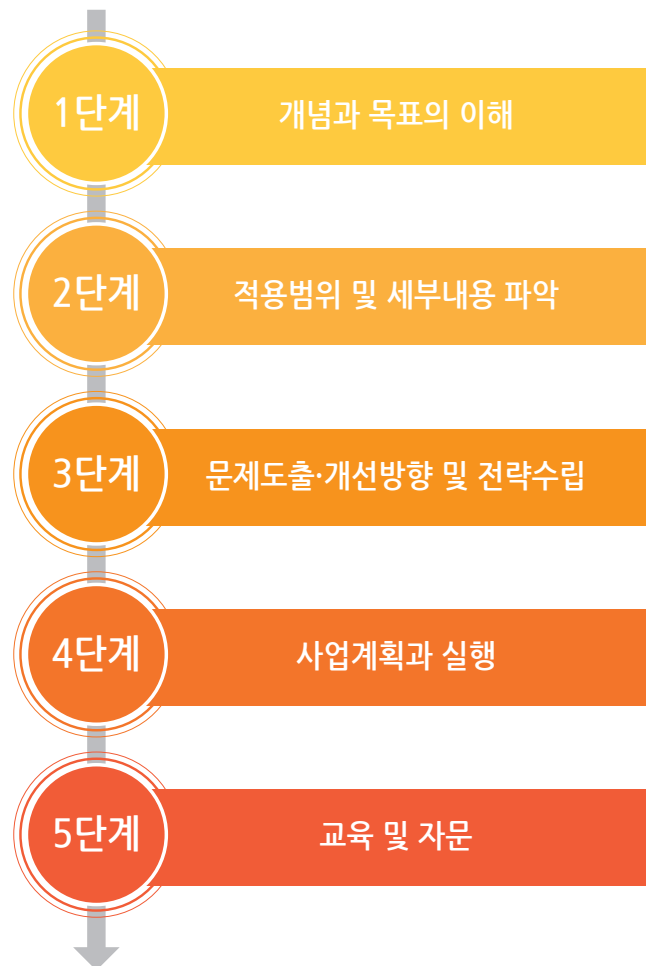 1단계
개념과 목표의 이해
2단계
적용범위 및 세부내용 파악
3단계
문제도출·개선방향 및 전략수립
4단계
사업계획과 실행
5단계
교육 및 자문